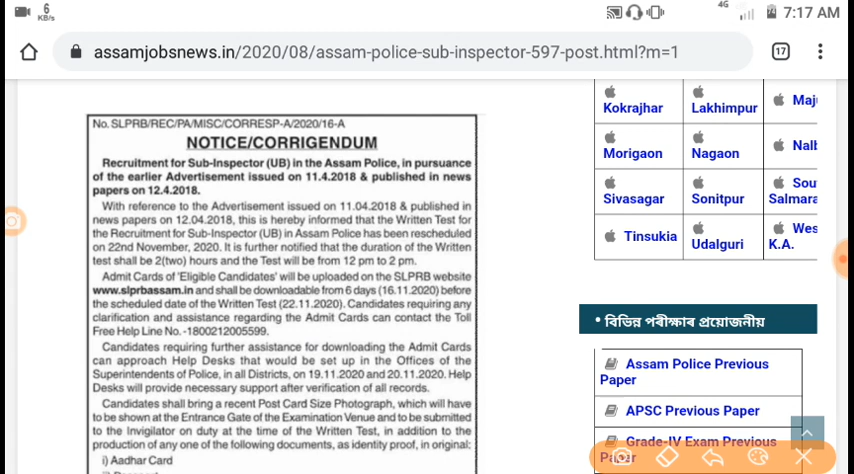 6
KB/s
4G
74
7:17 AM
assamjobsnews.in/2020/08/assam-police-sub-inspector-597-post.html?m=1
17
No. SLPRB/REC/PA/MISC/CORRESP-A/2020/16-A
NOTICE/CORRIGENDUM
Recruitment for Sub-Inspector (UB) in the Assam Police, in pursuance
of the earlier Advertisement issued on 11.4.2018 & published in news
papers on 12.4.2018.
With reference to the Advertisement issued on 11.04.2018 & published in
news papers on 12.04.2018, this is hereby informed that the Written Test for
the Recruitment for Sub-Inspector (UB) in Assam Police has been rescheduled
on 22nd November, 2020. It is further notified that the duration of the Written
test shall be 2(two) hours and the Test will be from 12 pm to 2 pm.
Admit Cards of 'Eligible Candidates' will be uploaded on the SLPRB website
www.slprbassam.in and shall be downloadable from 6 days (16.11.2020) before
the scheduled date of the Written Test (22.11.2020). Candidates requiring any
clarification and assistance regarding the Admit Cards can contact the Toll
Free Help Line No. -1800212005599.
Candidates requiring further assistance for downloading the Admit Cards
can approach Help Desks that would be set up in the Offices of the
Superintendents of Police, in all Districts, on 19.11.2020 and 20.11.2020. Help
Desks will provide necessary support after verification of all records.
Candidates shall bring a recent Post Card Size Photograph, which will have
to be shown at the Entrance Gate of the Examination Venue and to be submitted
to the Invigilator on duty at the time of the Written Test, in addition to the
production of any one of the following documents, as identity proof, in original:
i) Aadhar Card
Kokrajhar Lakhimpur Maj
Morigaon Nagaon Nalb
Sivasagar Sonitpur Sou
Salmara
Tinsukia Udalguri Wes
K.A.
• বিভিন্ন পৰীক্ষাৰ প্ৰয়োজনীয়
Assam Police Previous
Paper
APSC Previous Paper
Grade-IV Exam Previous
Paper